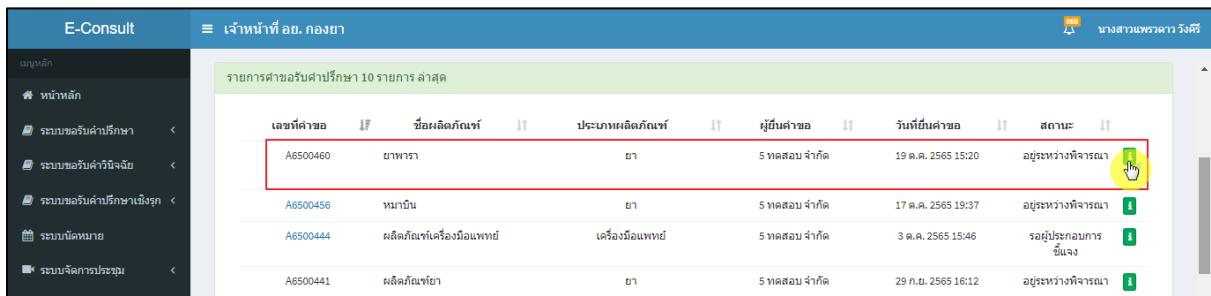 E-Consult
≡ เจ้าหน้าที่ อย. กองยา
666
นางสาวแพรวดาว วังคีรี
เมนูหลัก
หน้าหลัก
ระบบขอรับคำปรึกษา
ระบบขอรับคำวินิจฉัย
ระบบขอรับคำปรึกษาเชิงรุก
ระบบนัดหมาย
ระบบจัดการประชุม
รายการคำขอรับคำปรึกษา 10 รายการ ล่าสุด
เลขที่คำขอ ชื่อผลิตภัณฑ์ ประเภทผลิตภัณฑ์ ผู้ยื่นคำขอ วันที่ยื่นคำขอ สถานะ
A6500460 ยาพารา ยา 5 ทดสอบ จำกัด 19 ต.ค. 2565 15:20 อยู่ระหว่างพิจารณา
A6500456 หมาบิน ยา 5 ทดสอบ จำกัด 17 ต.ค. 2565 19:37 อยู่ระหว่างพิจารณา
A6500444 ผลิตภัณฑ์เครื่องมือแพทย์ เครื่องมือแพทย์ 5 ทดสอบ จำกัด 3 ต.ค. 2565 15:46 รอผู้ประกอบการ
ชี้แจง
A6500441 ผลิตภัณฑ์ยา ยา 5 ทดสอบ จำกัด 29 ก.ย. 2565 16:12 อยู่ระหว่างพิจารณา